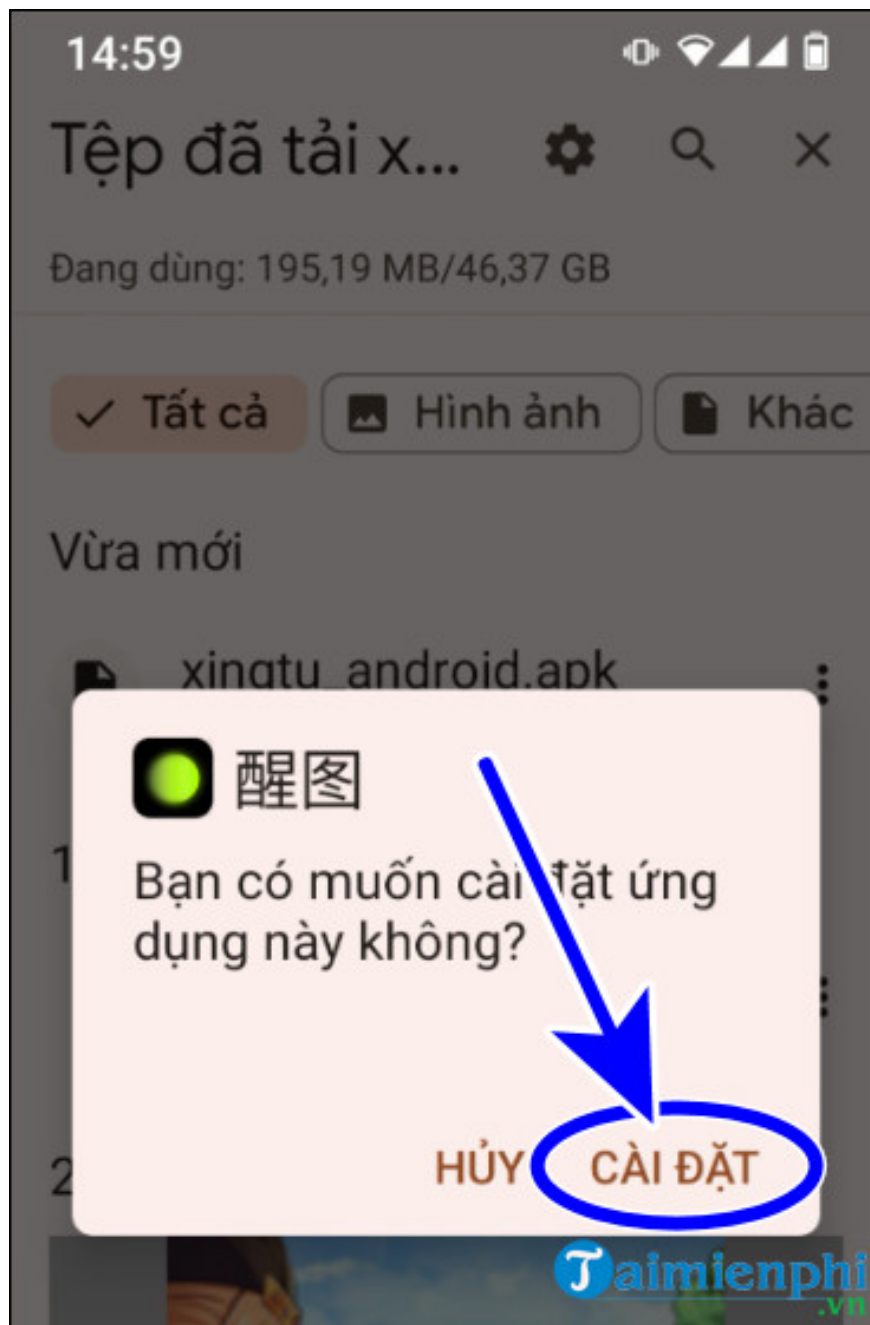 14:59
Tệp đã tải x...
Đang dùng: 195,19 MB/46,37 GB
Tất cả
Hình ảnh
Khác
Vừa mới
xingtu_android.apk
醒图
1
Bạn có muốn cài đặt ứng
dụng này không?
HỦY
CÀI ĐẶT
2
Taimienphi
.vn